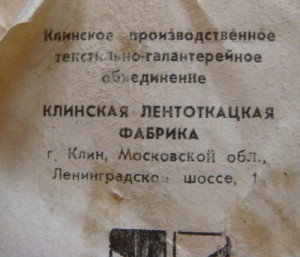 Клинское производственное
текстильно-галантерейное
объединение
КЛИНСКАЯ ЛЕНТОТКАЦКАЯ
ФАБРИКА
г. Клин, Московской обл.,
Ленинградское шоссе, 1